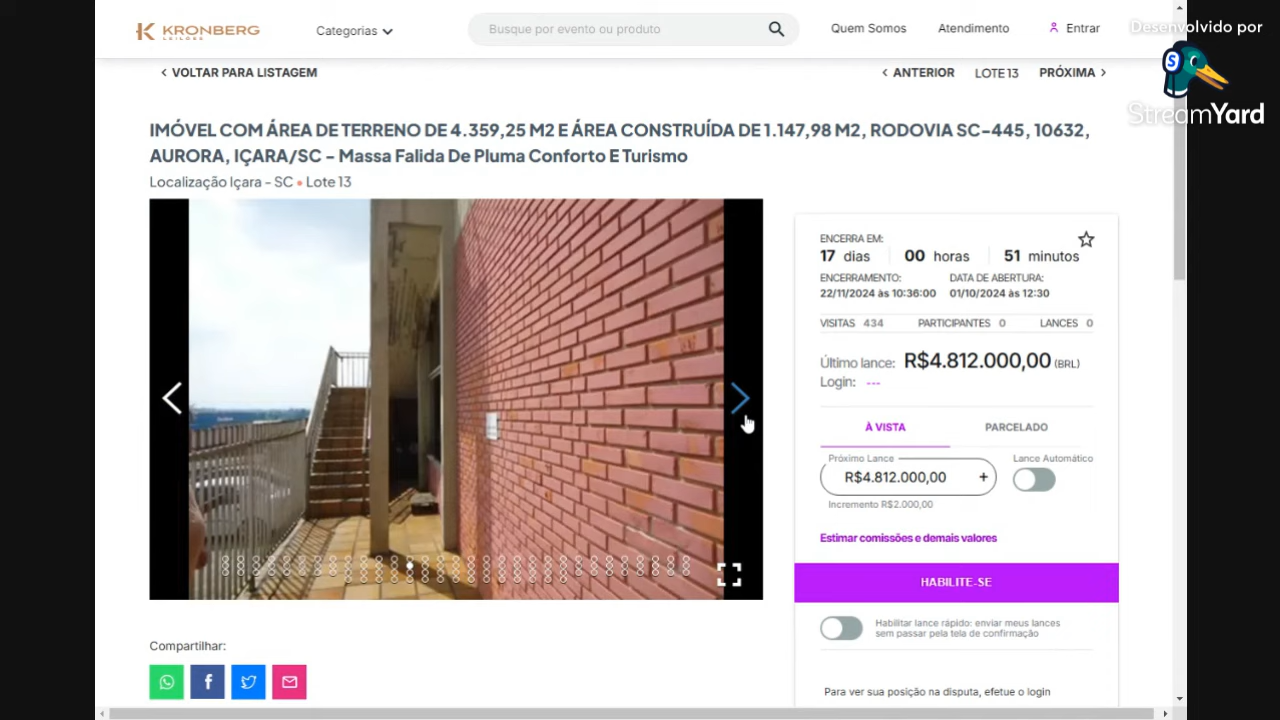 KRONBERG
LEILÕES
Categorias
Busque por evento ou produto
Quem Somos
Atendimento
Entrar
Desenvolvido por
S
StreamYard
VOLTAR PARA LISTAGEM
ANTERIOR
LOTE 13
PRÓXIMA
IMÓVEL COM ÁREA DE TERRENO DE 4.359,25 M2 E ÁREA CONSTRUÍDA DE 1.147,98 M2, RODOVIA SC-445, 10632,
AURORA, IÇARA/SC - Massa Falida De Pluma Conforto E Turismo
Localização Içara - SC • Lote 13
ENCERRA EM:
17 dias 00 horas 51 minutos
ENCERRAMENTO: DATA DE ABERTURA:
22/11/2024 às 10:36:00 01/10/2024 às 12:30
VISITAS 434 PARTICIPANTES 0 LANCES 0
Último lance: R$4.812.000,00 (BRL)
Login: ---
À VISTA PARCELADO
Próximo Lance Lance Automático
R$4.812.000,00 +
Incremento R$2.000,00
Estimar comissões e demais valores
HABILITE-SE
Habilitar lance rápido: enviar meus lances
sem passar pela tela de confirmação
Para ver sua posição na disputa, efetue o login
Compartilhar: